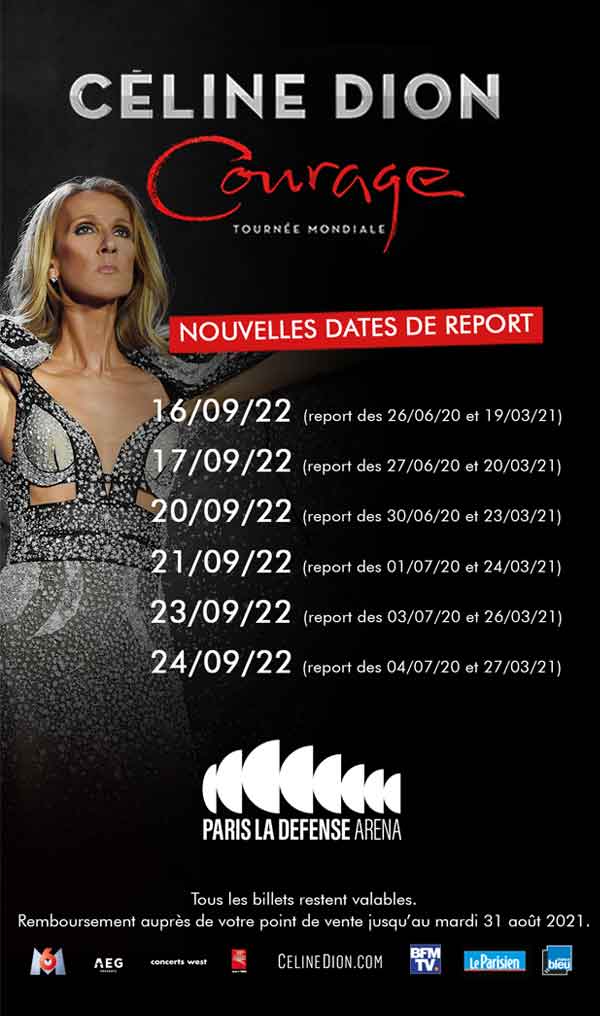 CÉLINE DION
Courage
TOURNÉE MONDIALE
NOUVELLES DATES DE REPORT
16/09/22 (report des 26/06/20 et 19/03/21)
17/09/22 (report des 27/06/20 et 20/03/21)
20/09/22 (report des 30/06/20 et 23/03/21)
21/09/22 (report des 01/07/20 et 24/03/21)
23/09/22 (report des 03/07/20 et 26/03/21)
24/09/22 (report des 04/07/20 et 27/03/21)
PARIS LA DEFENSE ARENA
Tous les billets restent valables.
Remboursement auprès de votre point de vente jusqu'au mardi 31 août 2021.
M6 AEG PRESENTS concerts west CELINEDION.COM BFM TV. Le Parisien bleu